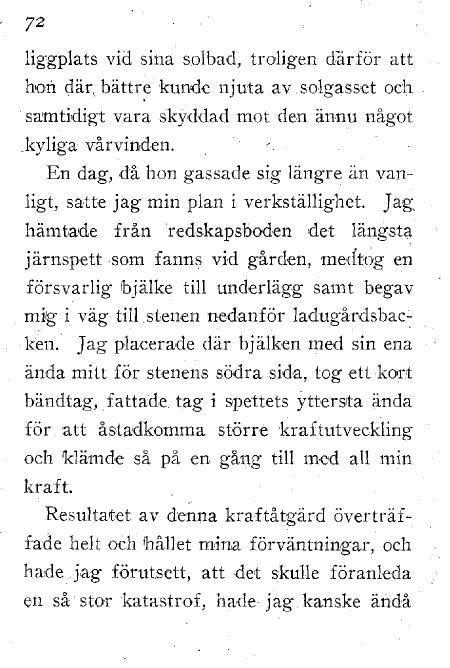 72
liggplats vid sina solbad, troligen därför att
hon där bättre kunde njuta av solgasset och
samtidigt vara skyddad mot den ännu något
kyliga vårvinden.
En dag, då hon gassade sig längre än van-
ligt, satte jag min plan i verkställighet. Jag
hämtade från redskapsboden det längsta
järnspett som fanns vid gården, medtog en
försvarlig bjälke till underlägg samt begav
mig i väg till stenen nedanför ladugårdsbac-
ken. Jag placerade där bjälken med sin ena
ända mitt för stenens södra sida, tog ett kort
bändtag, fattade tag i spettets yttersta ända
för att åstadkomma större kraftutveckling
och klämde så på en gång till med all min
kraft.
Resultatet av denna kraftåtgärd överträf-
fade helt och hållet mina förväntningar, och
hade jag förutsett, att det skulle föranleda
en så stor katastrof, hade jag kanske ändå